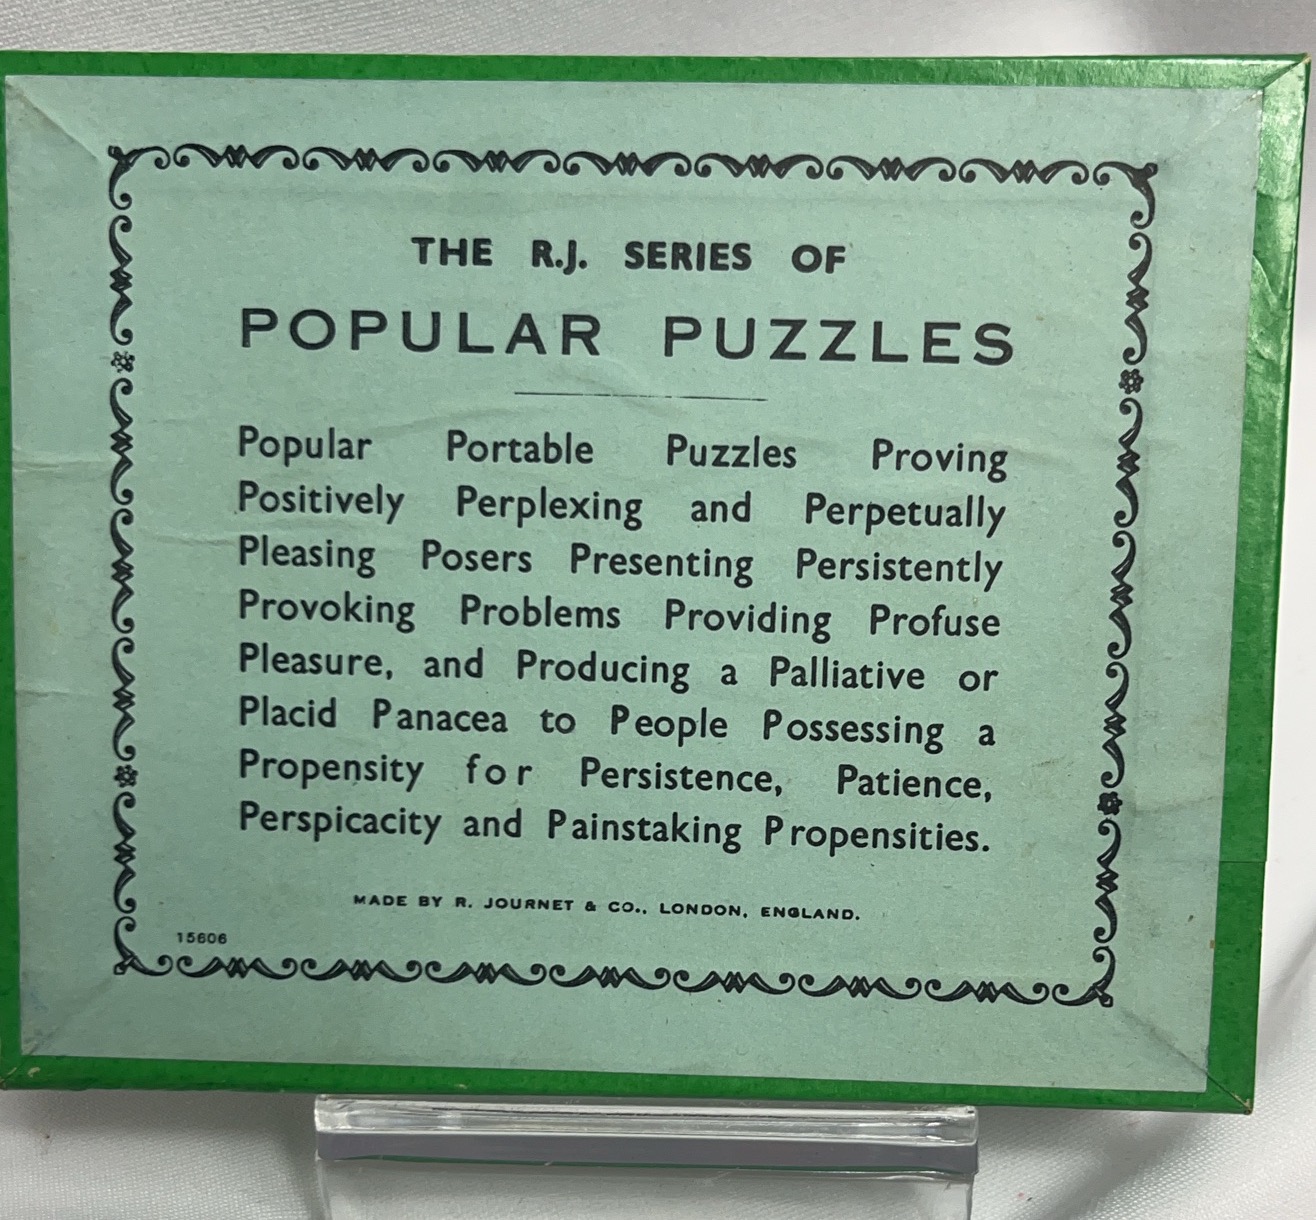 THE R.J. SERIES OF
POPULAR PUZZLES
Popular Portable Puzzles Proving
Positively Perplexing and Perpetually
Pleasing Posers Presenting Persistently
Provoking Problems Providing Profuse
Pleasure, and Producing a Palliative or
Placid Panacea to People Possessing a
Propensity for Persistence, Patience,
Perspicacity and Painstaking Propensities.
MADE BY R. JOURNET & CO., LONDON, ENGLAND.
15606